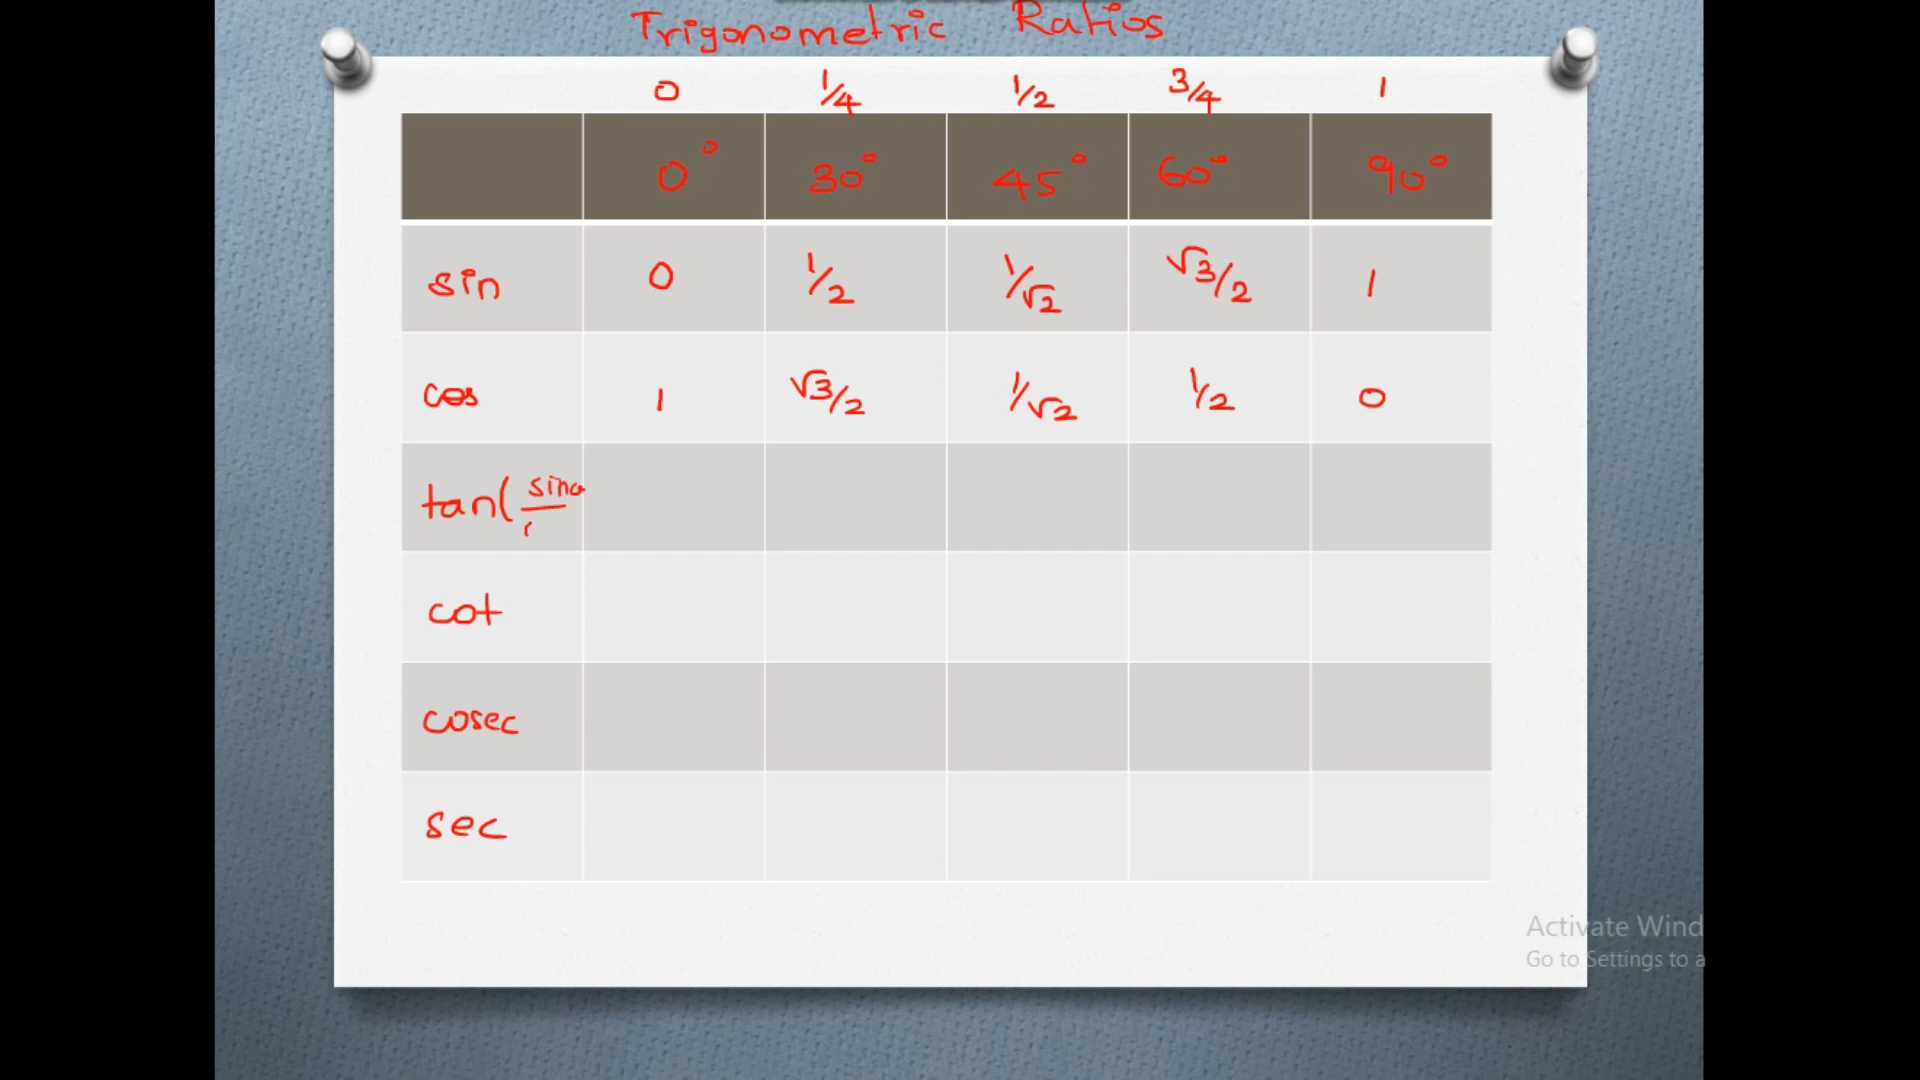 Trigonometric Ratios
0 1/4 1/2 3/4 1
0° 30° 45° 60° 90°
sin 0 1/2 1/√2 √3/2 1
cos 1 √3/2 1/√2 1/2 0
tan( sin
cot
cosec
sec
Activate Wind
Go to Settings to a